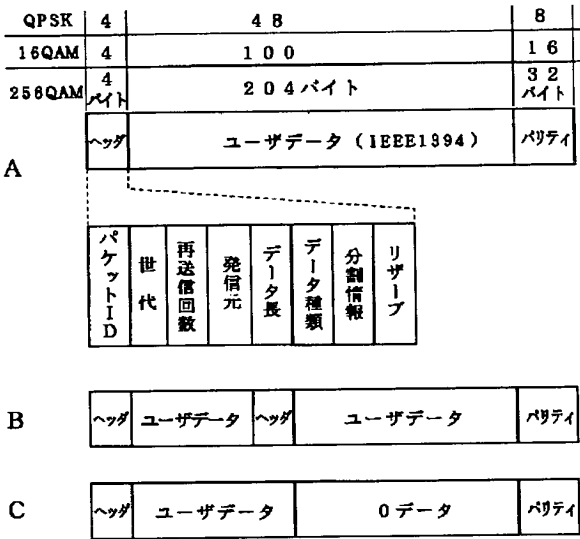 QPSK 4 48 8
16QAM 4 100 16
256QAM 4バイト 204バイト 32バイト
A ヘッダ ユーザデータ(IEEE1394) パリティ
パケットID 世代 再送信回数 発信元 データ長 データ種類 分割情報 リザーブ
B ヘッダ ユーザデータ ヘッダ ユーザデータ パリティ
C ヘッダ ユーザデータ 0データ パリティ